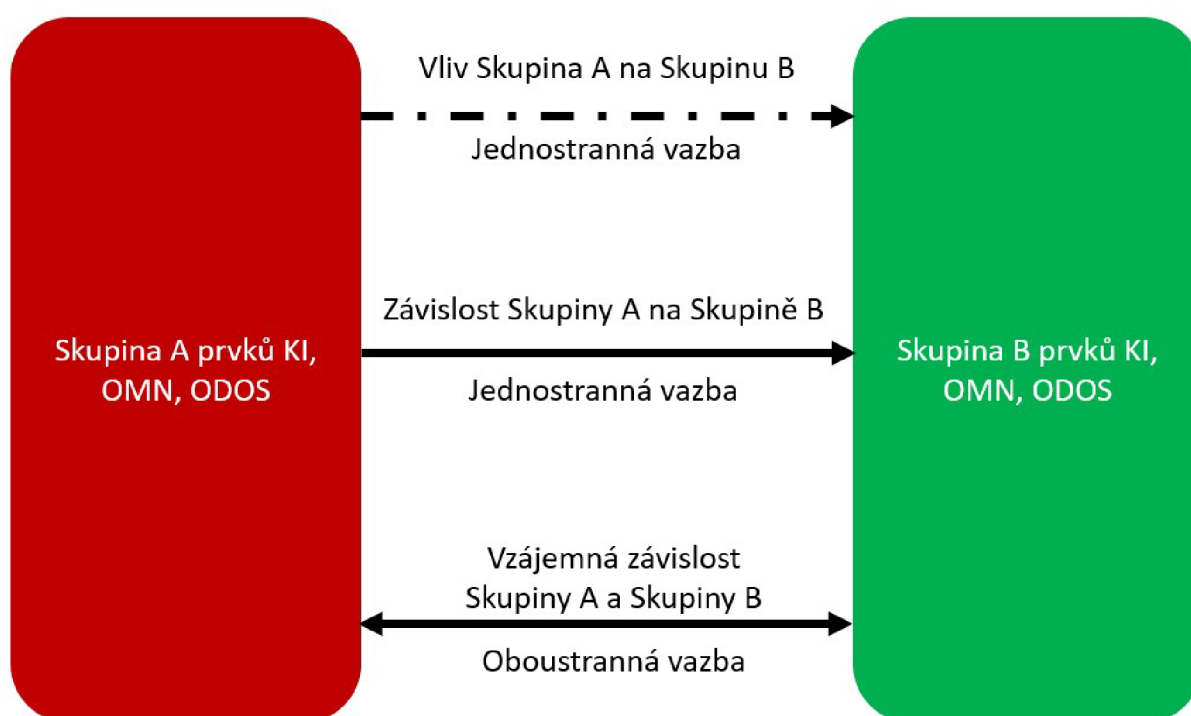 Vliv Skupina A na Skupinu B
Jednostranná vazba
Závislost Skupiny A na Skupině B
Skupina A prvků KI,
OMN, ODOS
Skupina B prvků KI,
OMN, ODOS
Jednostranná vazba
Vzájemná závislost
Skupiny A a Skupiny B
Oboustranná vazba